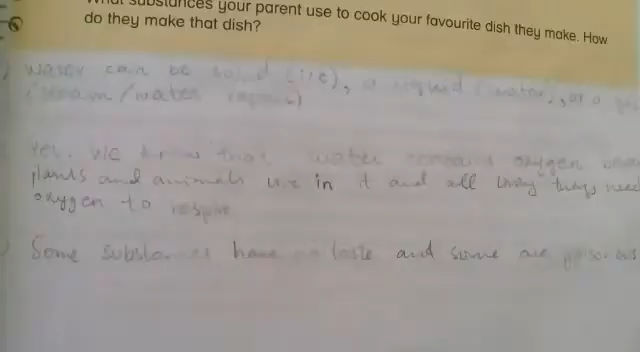 What substances your parent use to cook your favourite dish they make. How
do they make that dish?
water can be solid (ice), a liquid (water), or a
(steam/water vapour)
Yes, we know that water contains oxygen
plants and animals live in it and all living things need
oxygen to respire
Some substances have no taste and some are poisonous